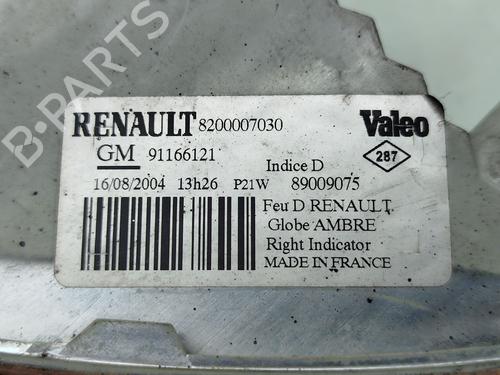 RENAULT 8200007030 Valeo
GM 91166121 Indice D 287
16/08/2004 13h26 P21W 89009075
Feu D RENAULT
Globe AMBRE
Right Indicator
MADE IN FRANCE
B-PARTS